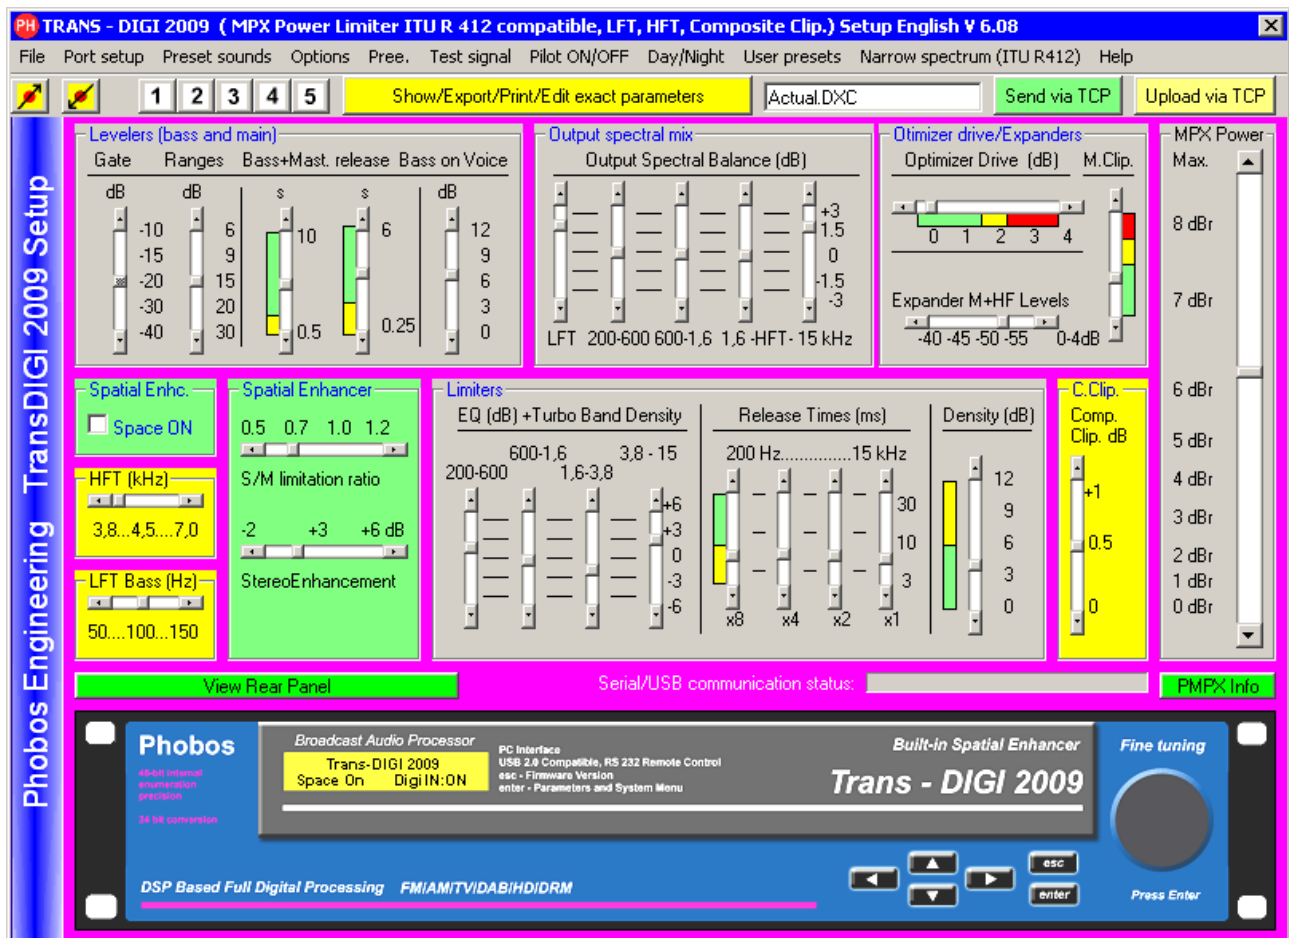 PH TRANS - DIGI 2009 ( MPX Power Limiter ITU R 412 compatible, LFT, HFT, Composite Clip.) Setup English V 6.08
File Port setup Preset sounds Options Pree. Test signal Pilot ON/OFF Day/Night User presets Narrow spectrum (ITU R412) Help
1 2 3 4 5 Show/Export/Print/Edit exact parameters Actual.DXC Send via TCP Upload via TCP
Phobos Engineering TransDIGI 2009 Setup
Levelers (bass and main)
Gate Ranges Bass+Mast. release Bass on Voice
dB dB s s dB
-10 6 10 6 12
-15 9 9
-20 15 6
-30 20 3
-40 30 0.5 0.25 0
Output spectral mix
Output Spectral Balance (dB)
+3
1.5
0
-1.5
-3
LFT 200-600 600-1,6 1,6 -HFT- 15 kHz
Otimizer drive/Expanders
Optimizer Drive (dB) M.Clip.
0 1 2 3 4
Expander M+HF Levels
-40 -45 -50 -55 0-4dB
MPX Power
Max.
8 dBr
7 dBr
6 dBr
5 dBr
4 dBr
3 dBr
2 dBr
1 dBr
0 dBr
Spatial Enhc.
Space ON
HFT (kHz)
3,8...4,5....7,0
LFT Bass (Hz)
50....100...150
Spatial Enhancer
0.5 0.7 1.0 1.2
S/M limitation ratio
-2 +3 +6 dB
StereoEnhancement
Limiters
EQ (dB) +Turbo Band Density
600-1,6 3,8 - 15
200-600 1,6-3,8
+6
+3
0
-3
-6
Release Times (ms)
200 Hz.............15 kHz
30
10
3
x8 x4 x2 x1
Density (dB)
12
9
6
3
0
C.Clip.
Comp.
Clip. dB
+1
0.5
0
View Rear Panel Serial/USB communication status: PMPX Info
Phobos
48-bit internal
enumeration
precision
24 bit conversion
Broadcast Audio Processor
Trans-DIGI 2009
Space On DigiIN:ON
PC Interface
USB 2.0 Compatible, RS 232 Remote Control
esc - Firmware Version
enter - Parameters and System Menu
Built-in Spatial Enhancer
Trans - DIGI 2009
Fine tuning
esc
enter
Press Enter
DSP Based Full Digital Processing FM/AM/TV/DAB/HD/DRM